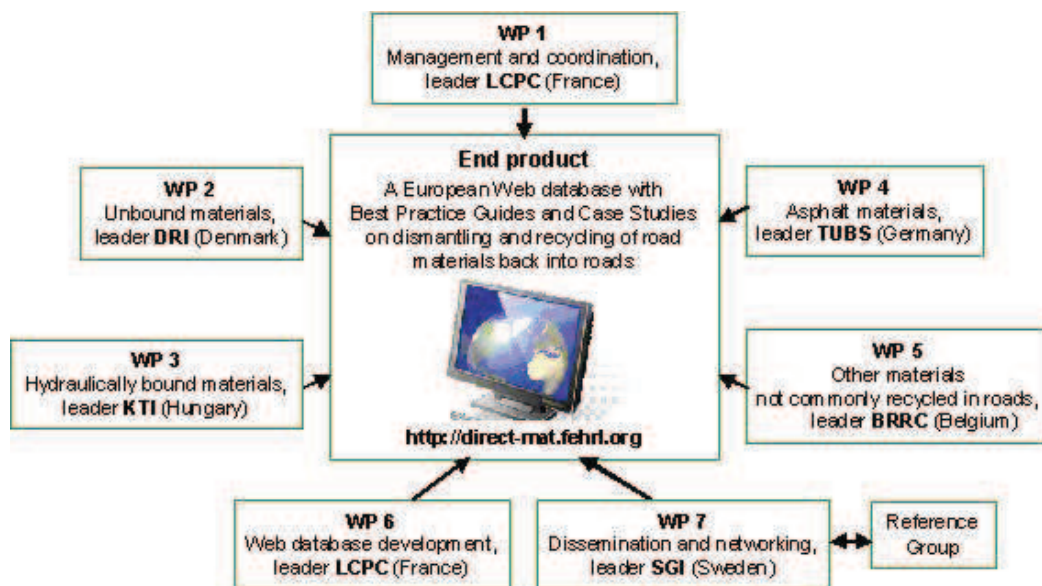 WP 1
Management and coordination,
leader LCPC (France)
End product
A European Web database with
Best Practice Guides and Case Studies
on dismantling and recycling of road
materials back into roads
http://direct-mat.fehrl.org
WP 2
Unbound materials,
leader DRI (Denmark)
WP 4
Asphalt materials,
leader TUBS (Germany)
WP 3
Hydraulically bound materials,
leader KTI (Hungary)
WP 5
Other materials
not commonly recycled in roads,
leader BRRC (Belgium)
WP 6
Web database development,
leader LCPC (France)
WP 7
Dissemination and networking,
leader SGI (Sweden)
Reference
Group